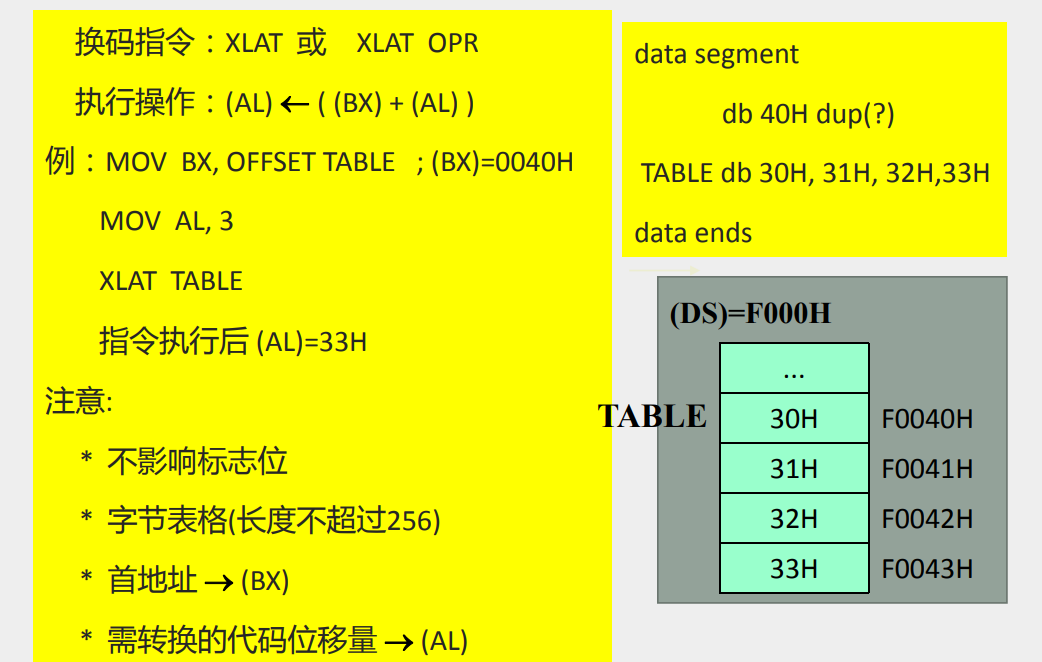 换码指令：XLAT 或 XLAT OPR
执行操作：(AL) ← ( (BX) + (AL) )
例：MOV BX, OFFSET TABLE ; (BX)=0040H
MOV AL, 3
XLAT TABLE
指令执行后 (AL)=33H
注意:
* 不影响标志位
* 字节表格(长度不超过256)
* 首地址 → (BX)
* 需转换的代码位移量 → (AL)
data segment
db 40H dup(?)
TABLE db 30H, 31H, 32H,33H
data ends
(DS)=F000H
...
TABLE 30H F0040H
31H F0041H
32H F0042H
33H F0043H